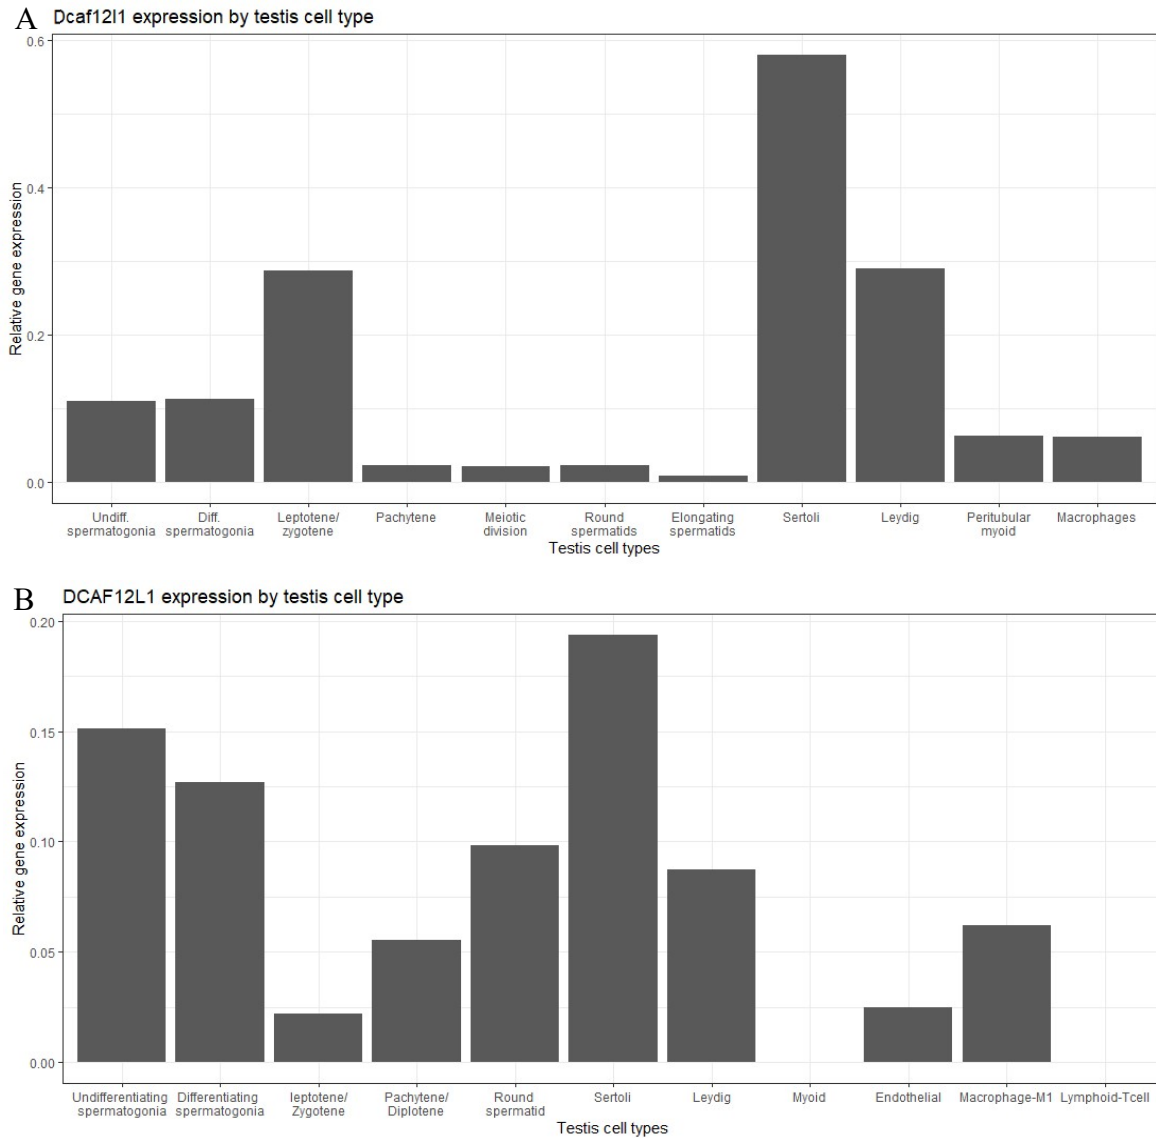 A Dcaf12l1 expression by testis cell type
Relative gene expression
0.6
0.4
0.2
0.0
Undiff. spermatogonia
Diff. spermatogonia
Leptotene/ zygotene
Pachytene
Meiotic division
Round spermatids
Elongating spermatids
Sertoli
Leydig
Peritubular myoid
Macrophages
Testis cell types
B DCAF12L1 expression by testis cell type
Relative gene expression
0.20
0.15
0.10
0.05
0.00
Undifferentiating spermatogonia
Differentiating spermatogonia
leptotene/ Zygotene
Pachytene/ Diplotene
Round spermatid
Sertoli
Leydig
Myoid
Endothelial
Macrophage-M1
Lymphoid-Tcell
Testis cell types